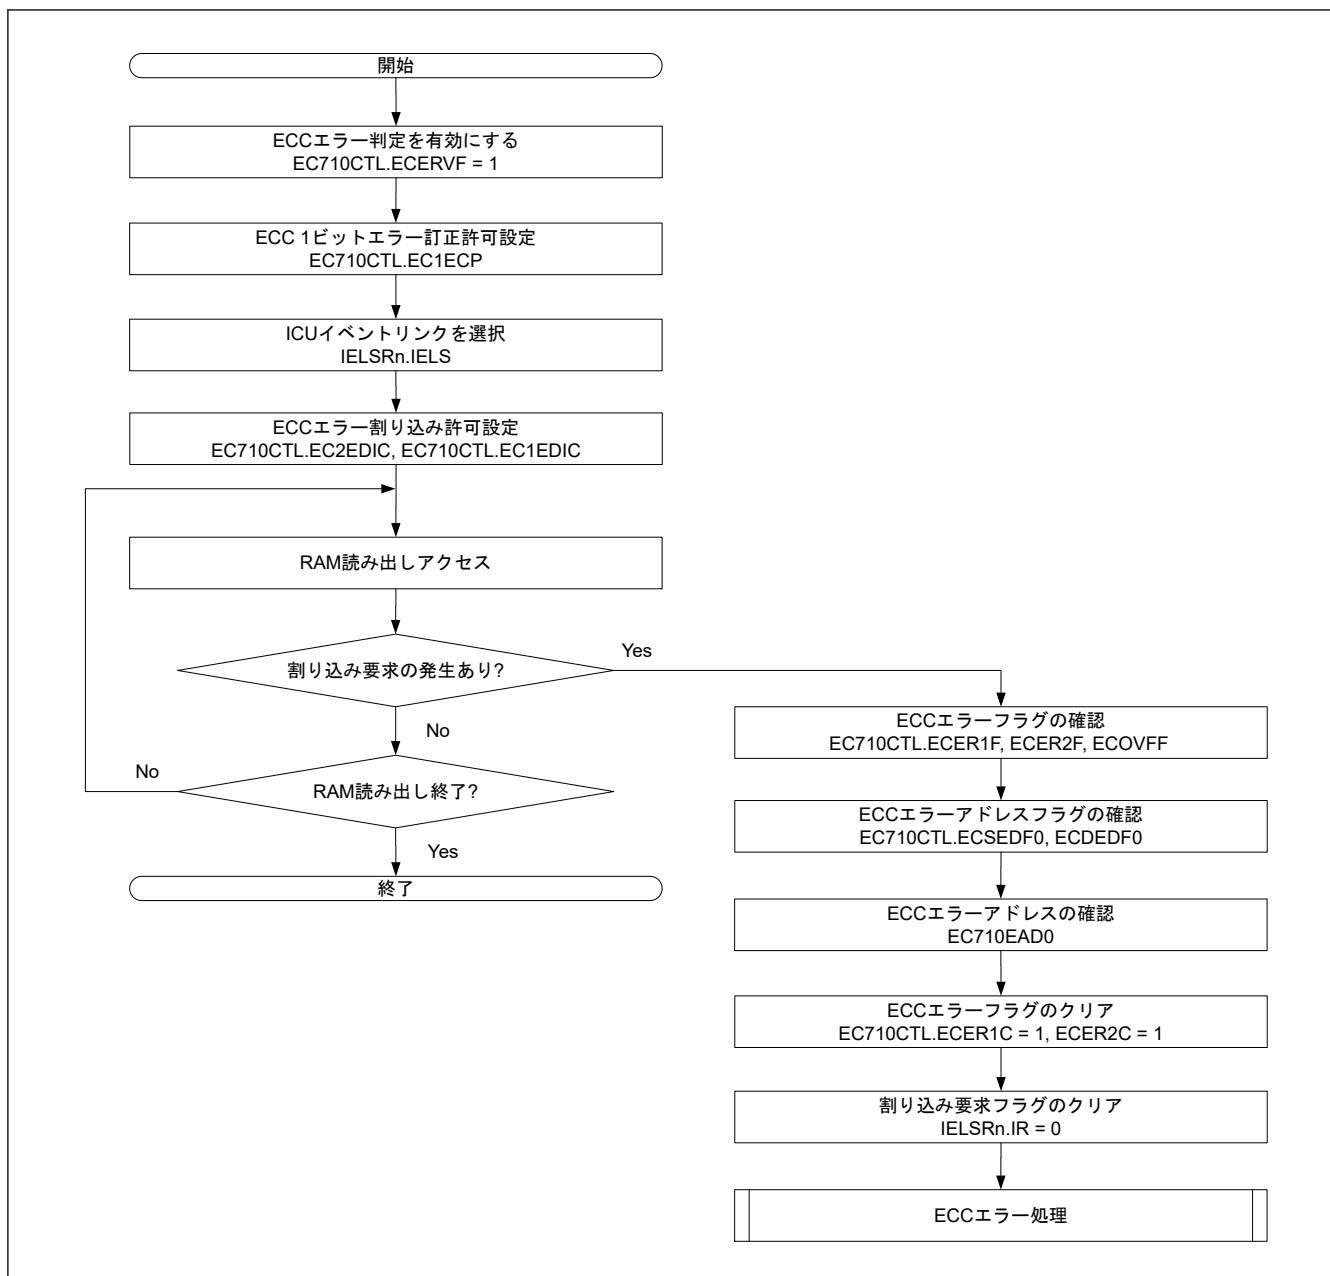 開始
ECCエラー判定を有効にする
EC710CTL.ECERVF = 1
ECC 1ビットエラー訂正許可設定
EC710CTL.EC1ECP
ICUイベントリンクを選択
IELSRn.IELS
ECCエラー割り込み許可設定
EC710CTL.EC2EDIC, EC710CTL.EC1EDIC
RAM読み出しアクセス
割り込み要求の発生あり?
Yes
No
RAM読み出し終了?
No
Yes
終了
ECCエラーフラグの確認
EC710CTL.ECER1F, ECER2F, ECOVFF
ECCエラーアドレスフラグの確認
EC710CTL.ECSEDF0, ECDEDF0
ECCエラーアドレスの確認
EC710EAD0
ECCエラーフラグのクリア
EC710CTL.ECER1C = 1, ECER2C = 1
割り込み要求フラグのクリア
IELSRn.IR = 0
ECCエラー処理